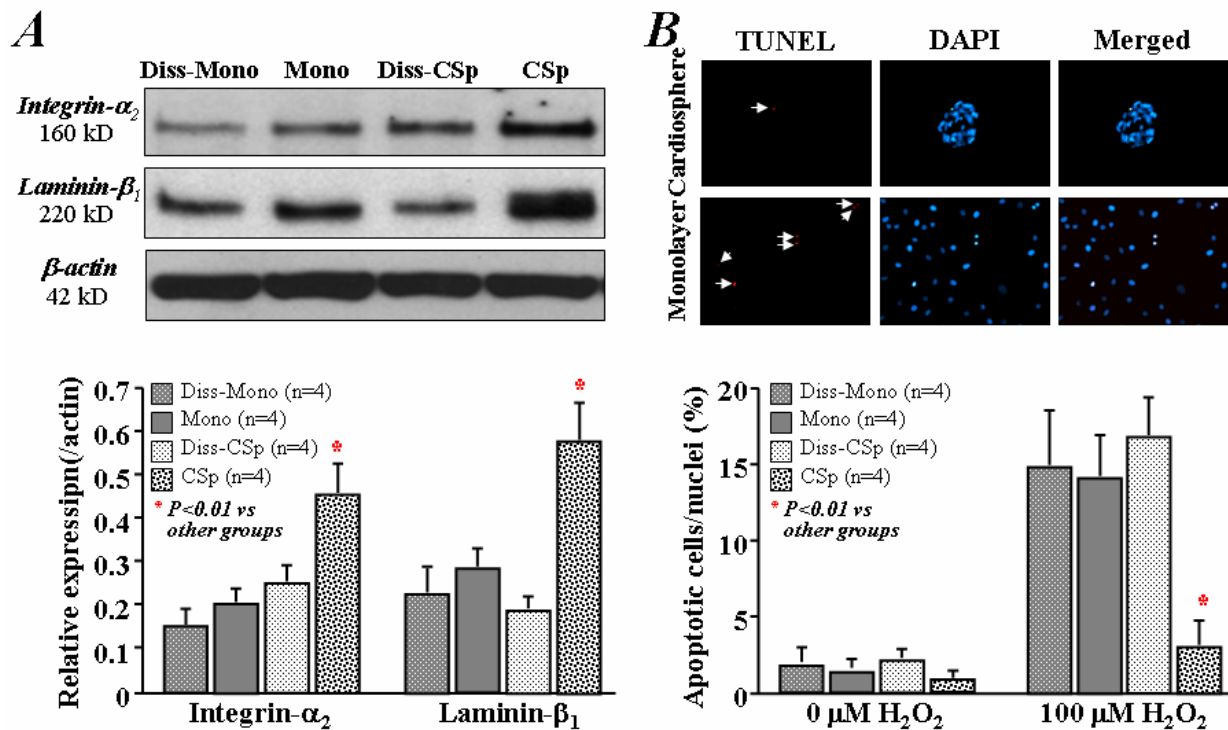 A
Diss-Mono Mono Diss-CSp CSp
Integrin-α2
160 kD
Laminin-β1
220 kD
β-actin
42 kD
Relative expressipn(/actin)
0.7
0.6
0.5
0.4
0.3
0.2
0.1
0
Diss-Mono (n=4)
Mono (n=4)
Diss-CSp (n=4)
CSp (n=4)
* P<0.01 vs
other groups
*
*
Integrin-α2 Laminin-β1
B
TUNEL DAPI Merged
Cardiosphere
Monolayer
Apoptotic cells/nuclei (%)
20
15
10
5
0
Diss-Mono (n=4)
Mono (n=4)
Diss-CSp (n=4)
CSp (n=4)
* P<0.01 vs
other groups
*
0 µM H2O2 100 µM H2O2